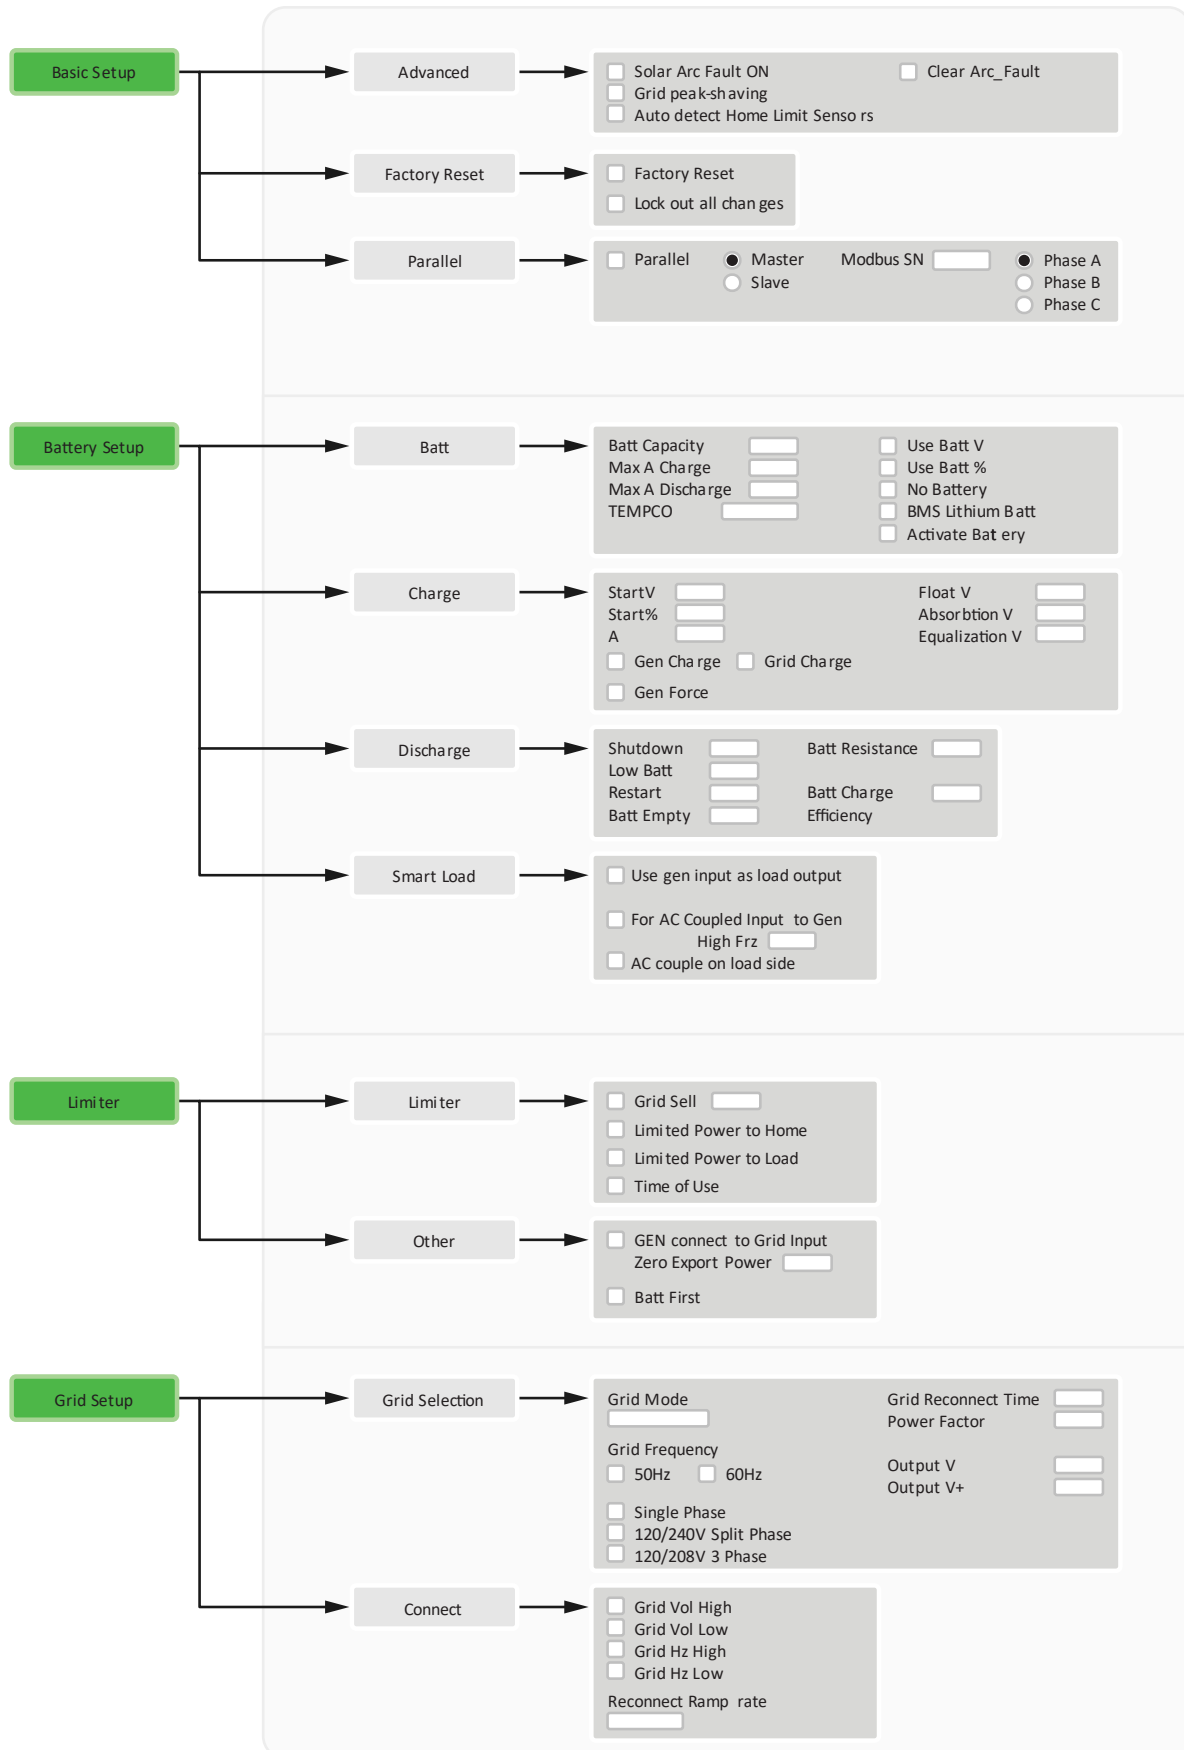 Basic Setup
Advanced
Solar Arc Fault ON
Clear Arc_Fault
Grid peak-shaving
Auto detect Home Limit Senso rs
Factory Reset
Factory Reset
Lock out all chan ges
Parallel
Parallel
Master
Modbus SN
Phase A
Slave
Phase B
Phase C
Battery Setup
Batt
Batt Capacity
Use Batt V
Max A Charge
Use Batt %
Max A Discharge
No Battery
TEMPCO
BMS Lithium Batt
Activate Bat ery
Charge
StartV
Float V
Start%
Absorbtion V
A
Equalization V
Gen Charge
Grid Charge
Gen Force
Discharge
Shutdown
Batt Resistance
Low Batt
Restart
Batt Charge
Batt Empty
Efficiency
Smart Load
Use gen input as load output
For AC Coupled Input to Gen
High Frz
AC couple on load side
Limiter
Limiter
Grid Sell
Limited Power to Home
Limited Power to Load
Time of Use
Other
GEN connect to Grid Input
Zero Export Power
Batt First
Grid Setup
Grid Selection
Grid Mode
Grid Reconnect Time
Power Factor
Grid Frequency
50Hz
60Hz
Output V
Output V+
Single Phase
120/240V Split Phase
120/208V 3 Phase
Connect
Grid Vol High
Grid Vol Low
Grid Hz High
Grid Hz Low
Reconnect Ramp rate